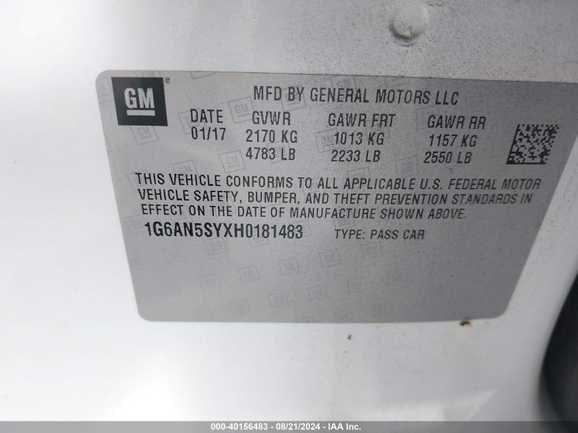 GM
MFD BY GENERAL MOTORS LLC
DATE GVWR GAWR FRT GAWR RR
01/17 2170 KG 1013 KG 1157 KG
4783 LB 2233 LB 2550 LB
THIS VEHICLE CONFORMS TO ALL APPLICABLE U.S. FEDERAL MOTOR
VEHICLE SAFETY, BUMPER, AND THEFT PREVENTION STANDARDS IN
EFFECT ON THE DATE OF MANUFACTURE SHOWN ABOVE.
1G6AN5SYXH0181483 TYPE: PASS CAR
©-40156483 - 08/21/2024 - IAA Inc.